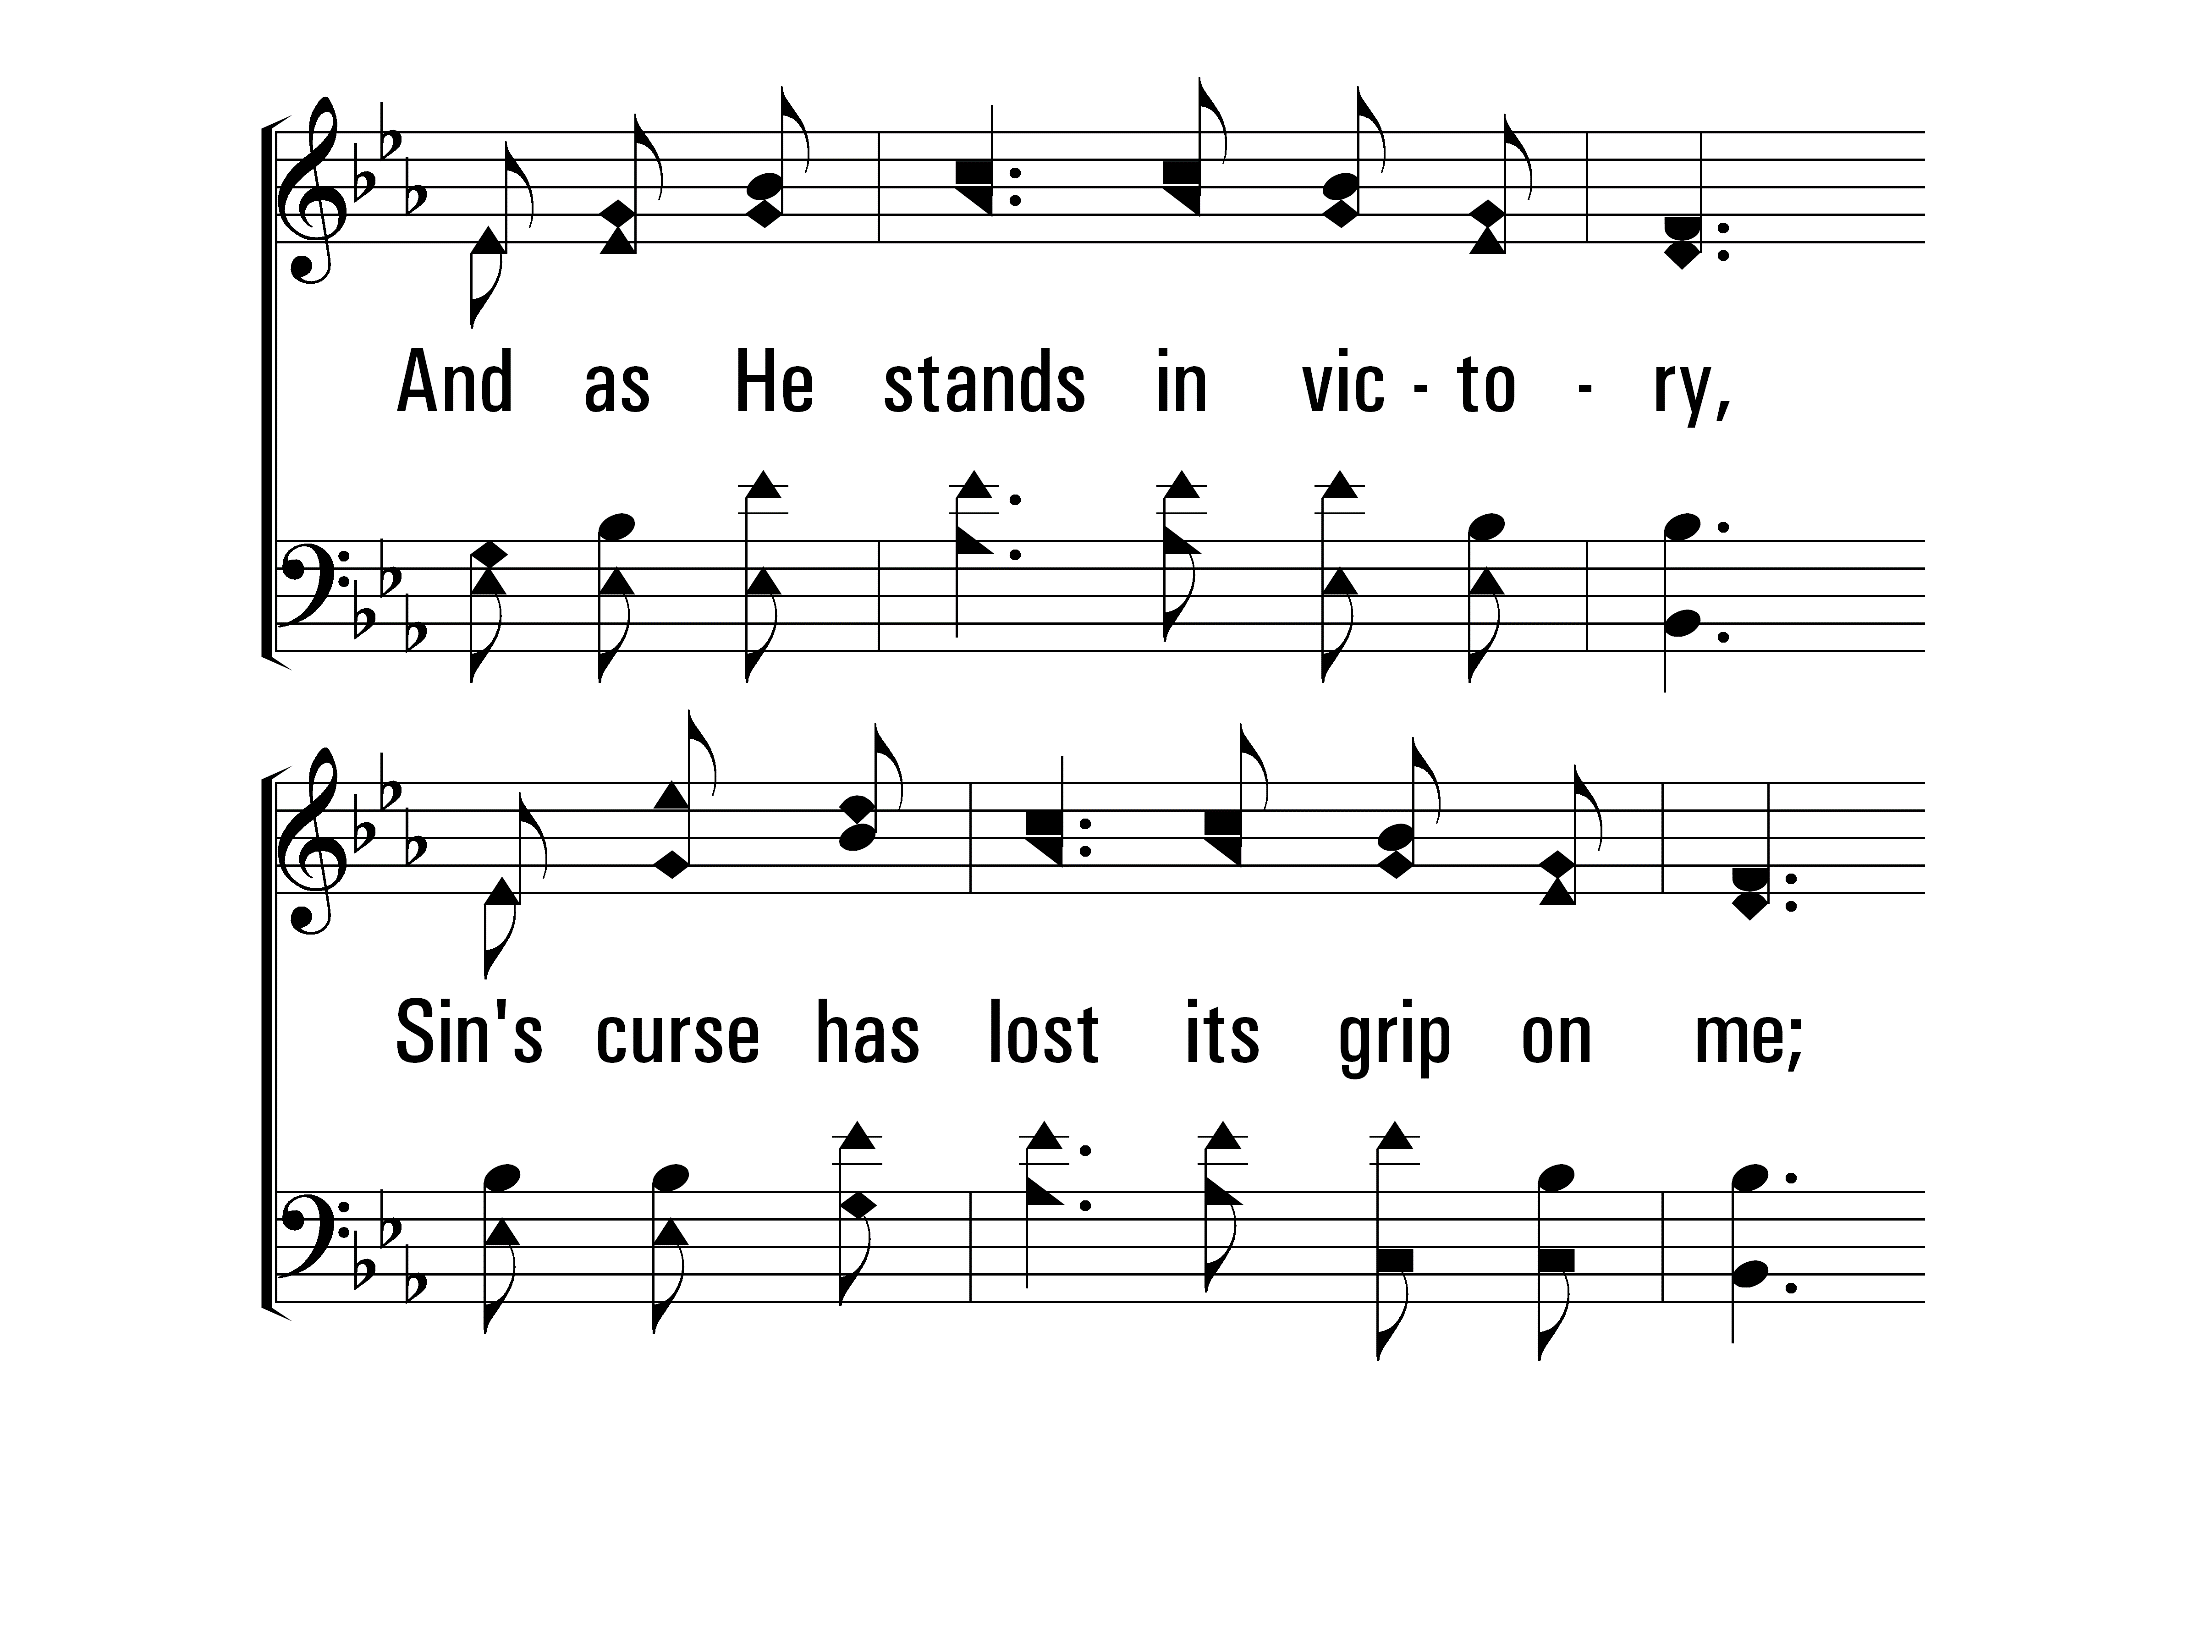 And as He stands in vic - to - ry,
Sin's curse has lost its grip on me;